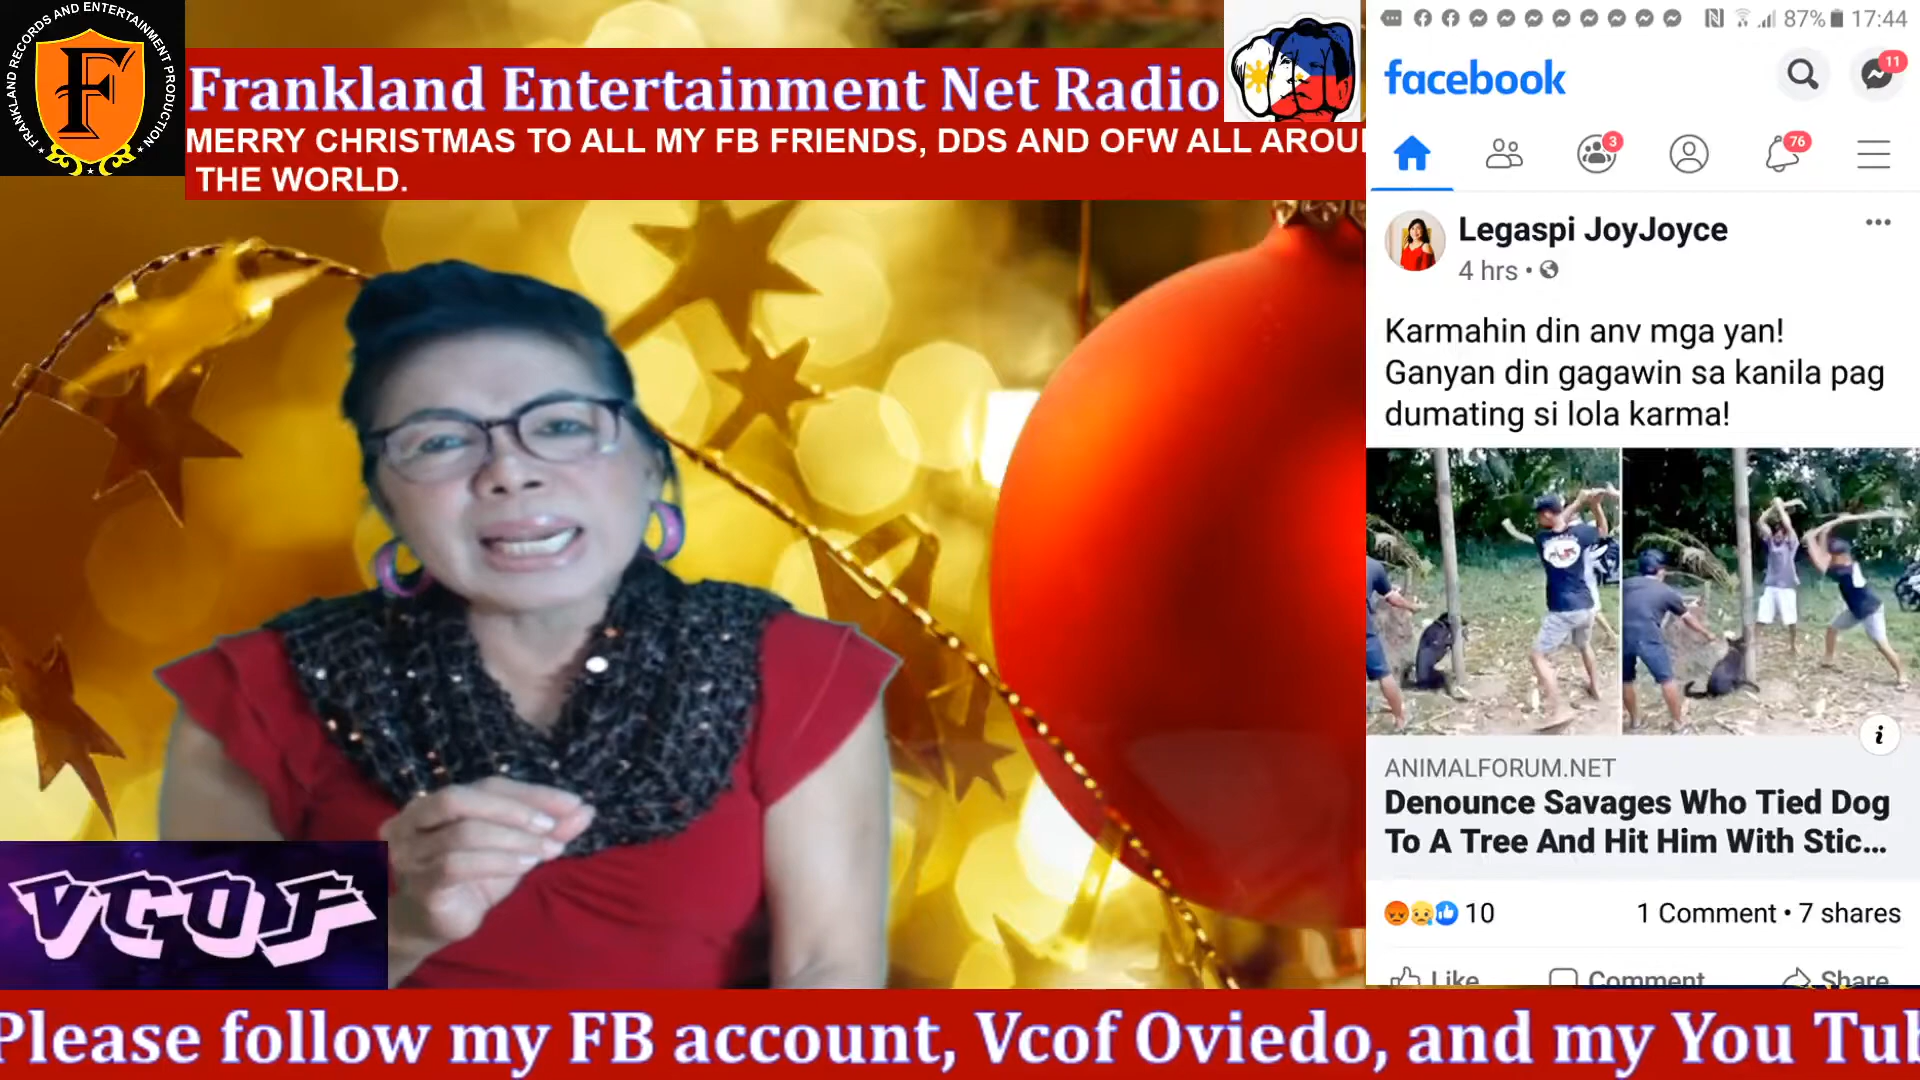 FRANKLAND RECORDS AND ENTERTAINMENT PRODUCTION
F
Frankland Entertainment Net Radio
MERRY CHRISTMAS TO ALL MY FB FRIENDS, DDS AND OFW ALL AROU
THE WORLD.
VCOF
Please follow my FB account, Vcof Oviedo, and my You Tub
87% 17:44
facebook
11
3
76
Legaspi JoyJoyce
4 hrs •
Karmahin din anv mga yan!
Ganyan din gagawin sa kanila pag
dumating si lola karma!
i
ANIMALFORUM.NET
Denounce Savages Who Tied Dog
To A Tree And Hit Him With Stic...
10
1 Comment • 7 shares
Like Comment Share